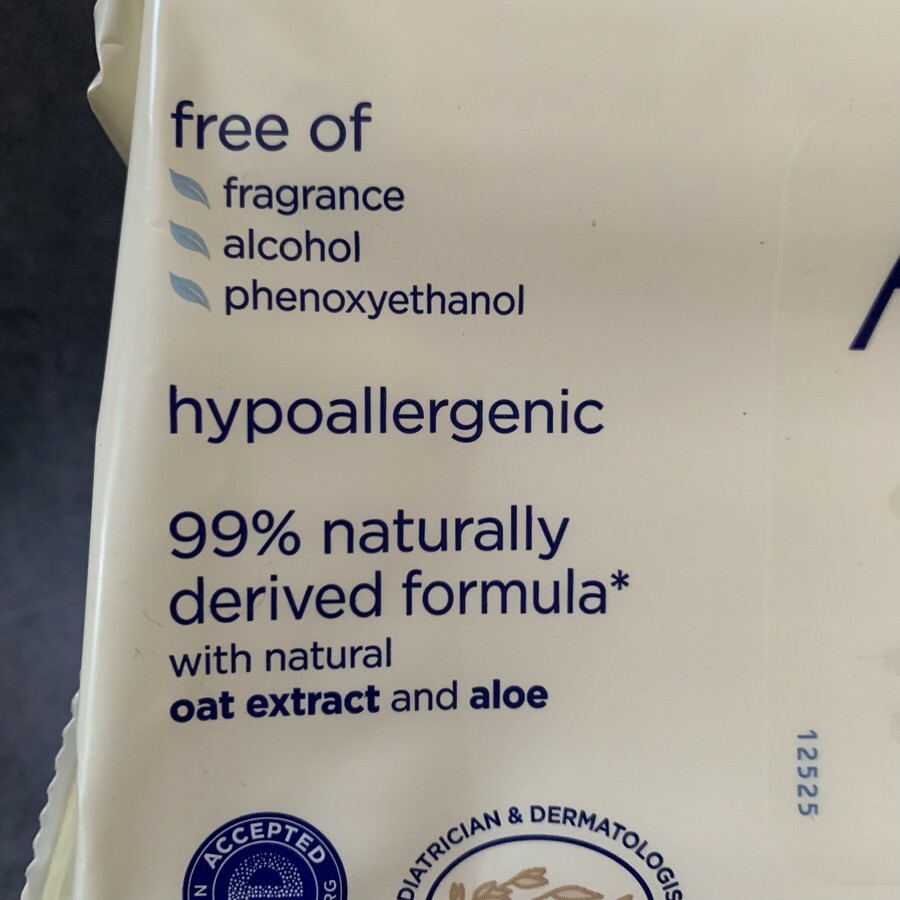 free of
fragrance
alcohol
phenoxyethanol
hypoallergenic
99% naturally
derived formula*
with natural
oat extract and aloe
12525
ACCEPTED
& DERMATOLOGIS